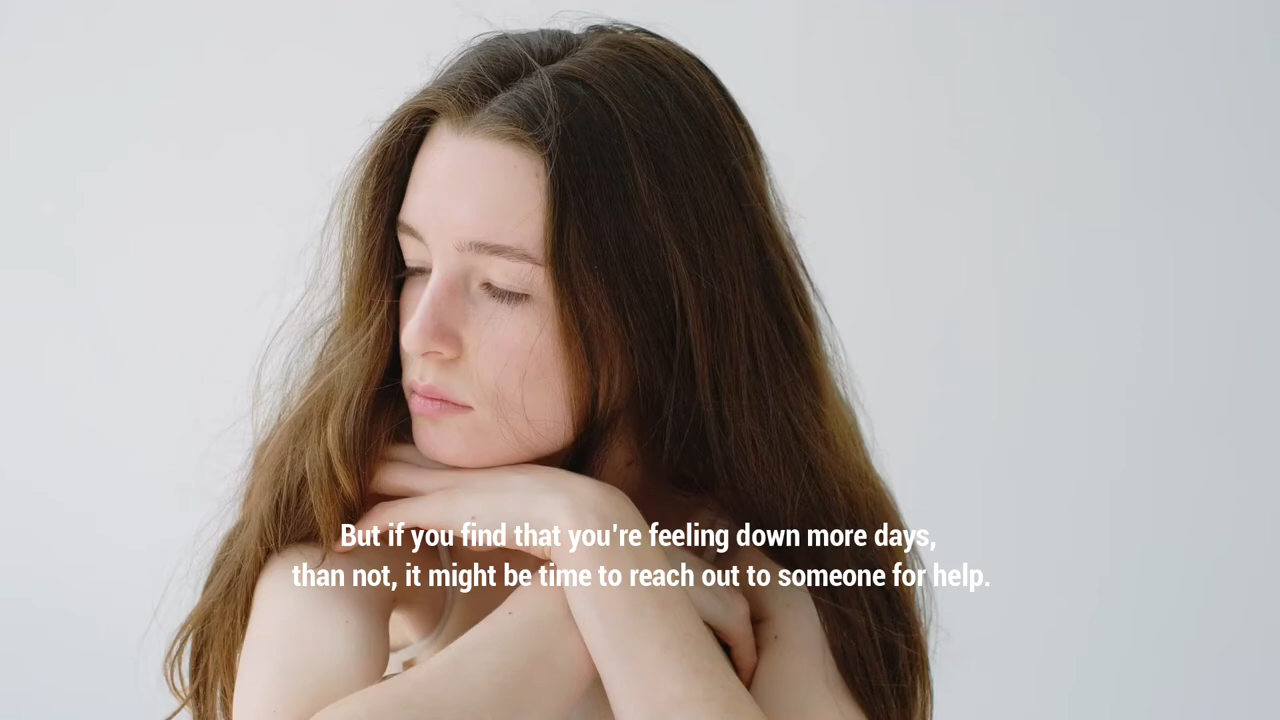 But if you find that you're feeling down more days,
than not, it might be time to reach out to someone for help.